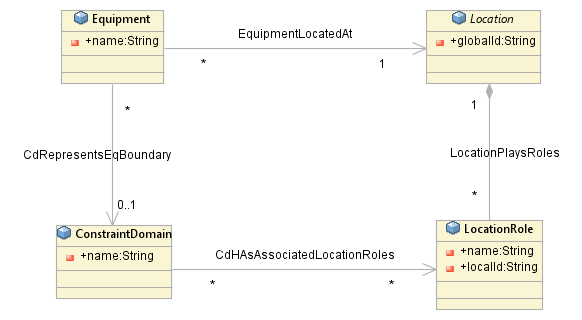 Equipment
+name:String
Location
+globalId:String
EquipmentLocatedAt
*
1
*
1
CdRepresentsEqBoundary
LocationPlaysRoles
0..1
*
ConstraintDomain
+name:String
LocationRole
+name:String
+localId:String
CdHAsAssociatedLocationRoles
*
*